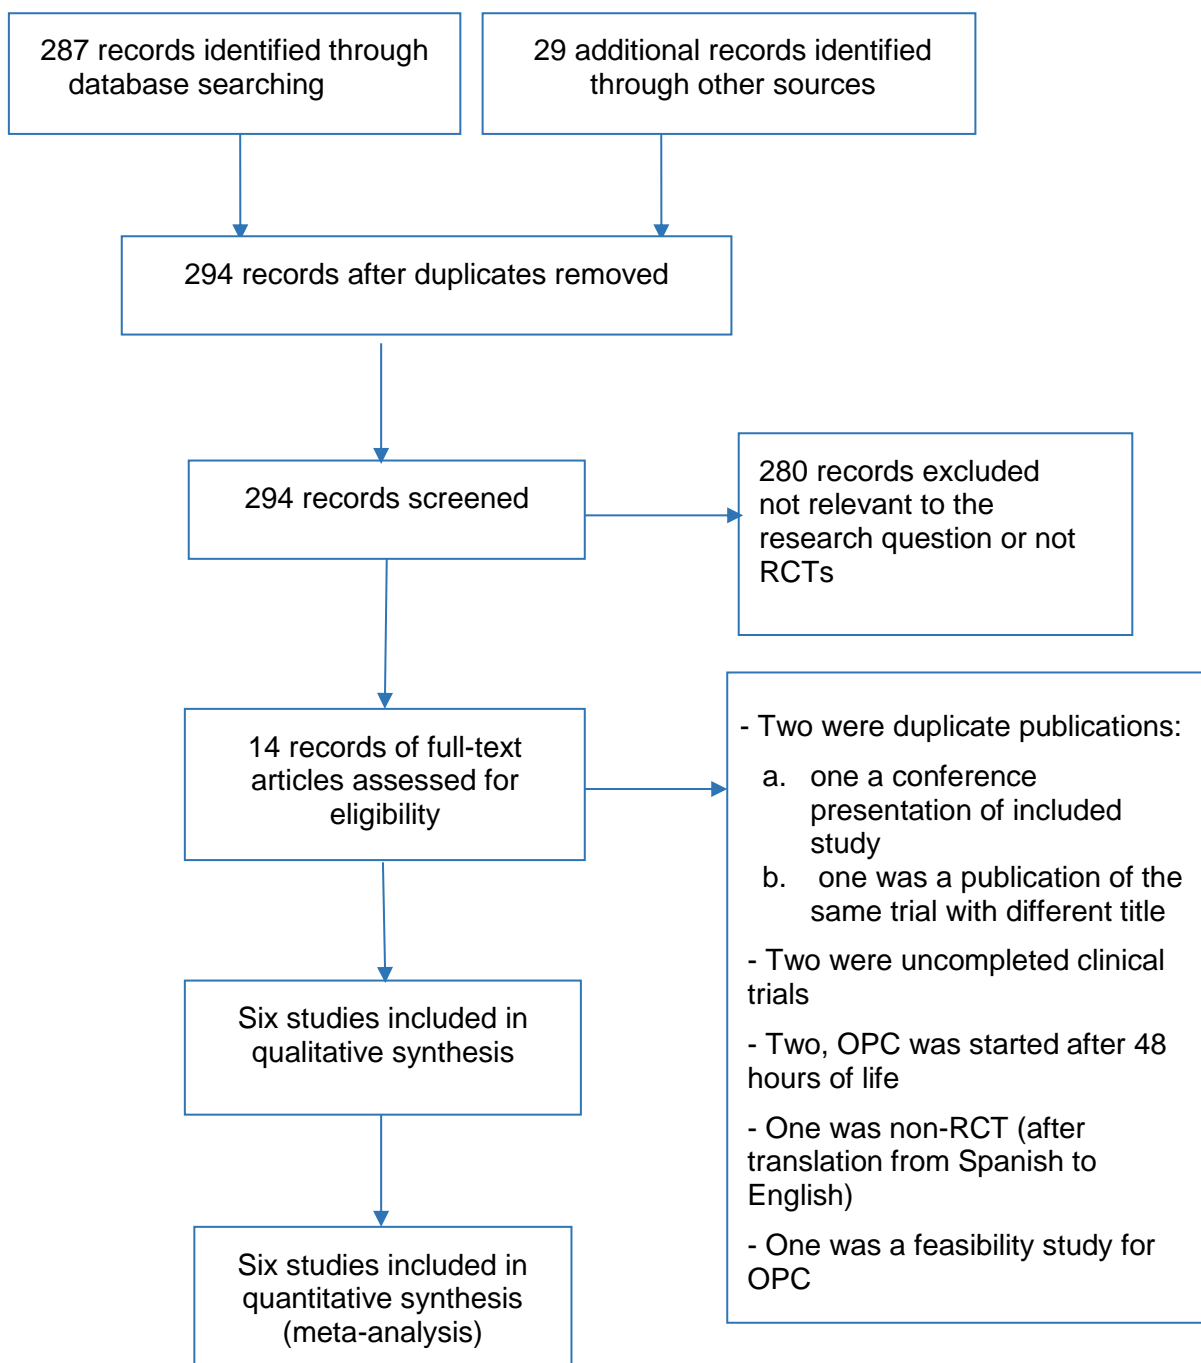 287 records identified through
database searching
29 additional records identified
through other sources
294 records after duplicates removed
294 records screened
280 records excluded
not relevant to the
research question or not
RCTs
14 records of full-text
articles assessed for
eligibility
- Two were duplicate publications:
a. one a conference
presentation of included
study
b. one was a publication of the
same trial with different title
- Two were uncompleted clinical
trials
- Two, OPC was started after 48
hours of life
- One was non-RCT (after
translation from Spanish to
English)
- One was a feasibility study for
OPC
Six studies included in
qualitative synthesis
Six studies included in
quantitative synthesis
(meta-analysis)